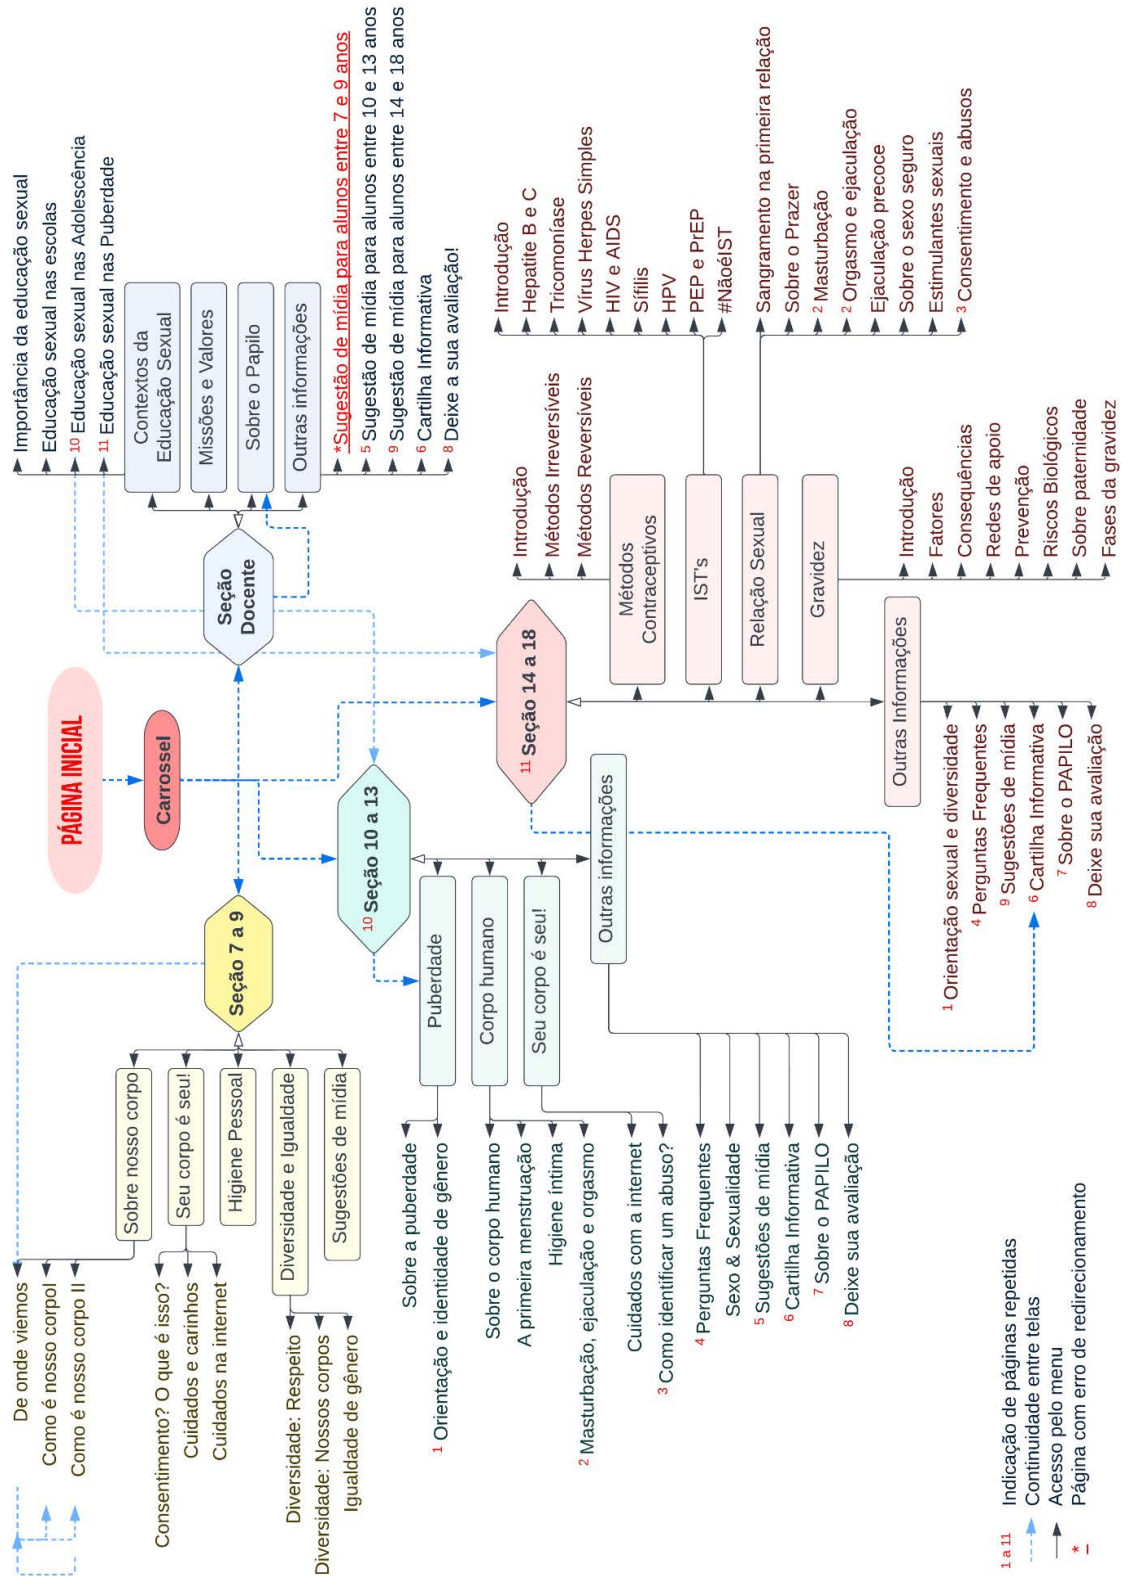 PÁGINA INICIAL
Carrossel
Seção 7 a 9
Sobre nosso corpo
De onde viemos
Como é nosso corpoI
Como é nosso corpo II
Seu corpo é seu!
Consentimento? O que é isso?
Cuidados e carinhos
Cuidados na internet
Higiene Pessoal
Diversidade e Igualdade
Diversidade: Respeito
Diversidade: Nossos corpos
Igualdade de gênero
Sugestões de mídia
Seção
Docente
Contextos da
Educação Sexual
Importância da educação sexual
Educação sexual nas escolas
10 Educação sexual nas Adolescência
11 Educação sexual nas Puberdade
Missões e Valores
Sobre o Papilo
Outras informações
*Sugestão de mídia para alunos entre 7 e 9 anos
5 Sugestão de mídia para alunos entre 10 e 13 anos
9 Sugestão de mídia para alunos entre 14 e 18 anos
6 Cartilha Informativa
8 Deixe a sua avaliação!
10 Seção 10 a 13
Puberdade
Sobre a puberdade
1 Orientação e identidade de gênero
Corpo humano
Sobre o corpo humano
A primeira menstruação
Higiene íntima
2 Masturbação, ejaculação e orgasmo
Seu corpo é seu!
Cuidados com a internet
3 Como identificar um abuso?
Outras informações
4 Perguntas Frequentes
Sexo & Sexualidade
5 Sugestões de mídia
6 Cartilha Informativa
7 Sobre o PAPILO
8 Deixe sua avaliação
11 Seção 14 a 18
Métodos
Contraceptivos
Introdução
Métodos Irreversíveis
Métodos Reversíveis
IST's
Introdução
Hepatite B e C
Tricomoníase
Vírus Herpes Simples
HIV e AIDS
Sífilis
HPV
PEP e PrEP
#NãoéIST
Relação Sexual
Sangramento na primeira relação
Sobre o Prazer
2 Masturbação
2 Orgasmo e ejaculação
Ejaculação precoce
Sobre o sexo seguro
Estimulantes sexuais
3 Consentimento e abusos
Gravidez
Introdução
Fatores
Consequências
Redes de apoio
Prevenção
Riscos Biológicos
Sobre paternidade
Fases da gravidez
Outras Informações
1 Orientação sexual e diversidade
4 Perguntas Frequentes
9 Sugestões de mídia
6 Cartilha Informativa
7 Sobre o PAPILO
8 Deixe sua avaliação
1 a 11 Indicação de páginas repetidas
Continuidade entre telas
Acesso pelo menu
* Página com erro de redirecionamento